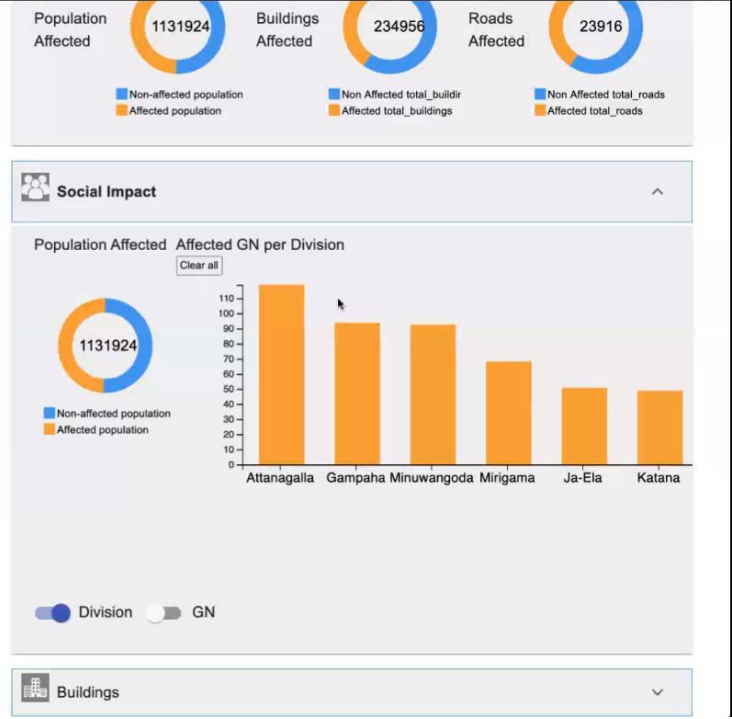 Population Affected
1131924
Buildings Affected
234956
Roads Affected
23916
Non-affected population
Affected population
Non Affected total_buildir
Affected total_buildings
Non Affected total_roads
Affected total_roads
Social Impact
Population Affected
Affected GN per Division
Clear all
1131924
Non-affected population
Affected population
110
100
90
80
70
60
50
40
30
20
10
0
Attanagalla Gampaha Minuwangoda Mirigama Ja-Ela Katana
Division GN
Buildings